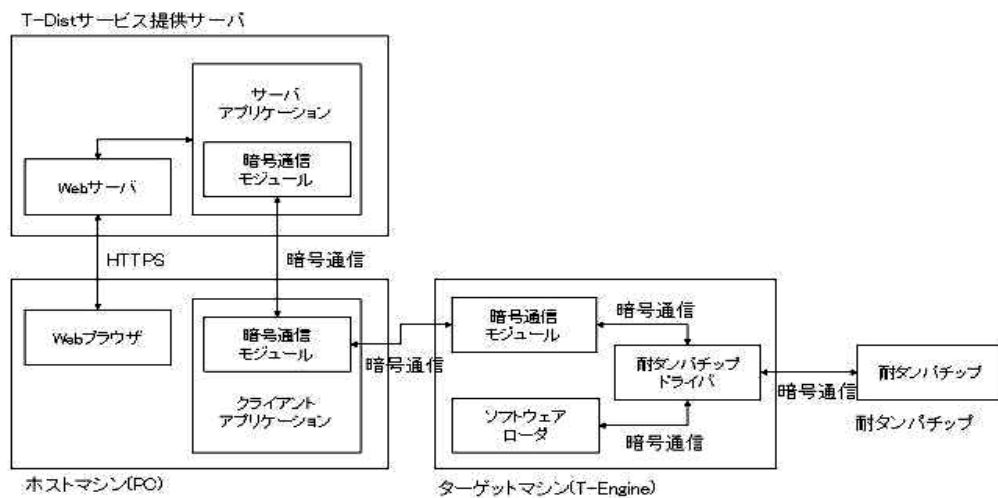 T-Distサービス提供サーバ
サーバ
アプリケーション
暗号通信
モジュール
Webサーバ
HTTPS
暗号通信
Webブラウザ
暗号通信
モジュール
クライアント
アプリケーション
ホストマシン(PC)
暗号通信
暗号通信
モジュール
暗号通信
耐タンパチップ
ドライバ
ソフトウェア
ローダ
暗号通信
ターゲットマシン(T-Engine)
暗号通信
耐タンパチップ
耐タンパチップ